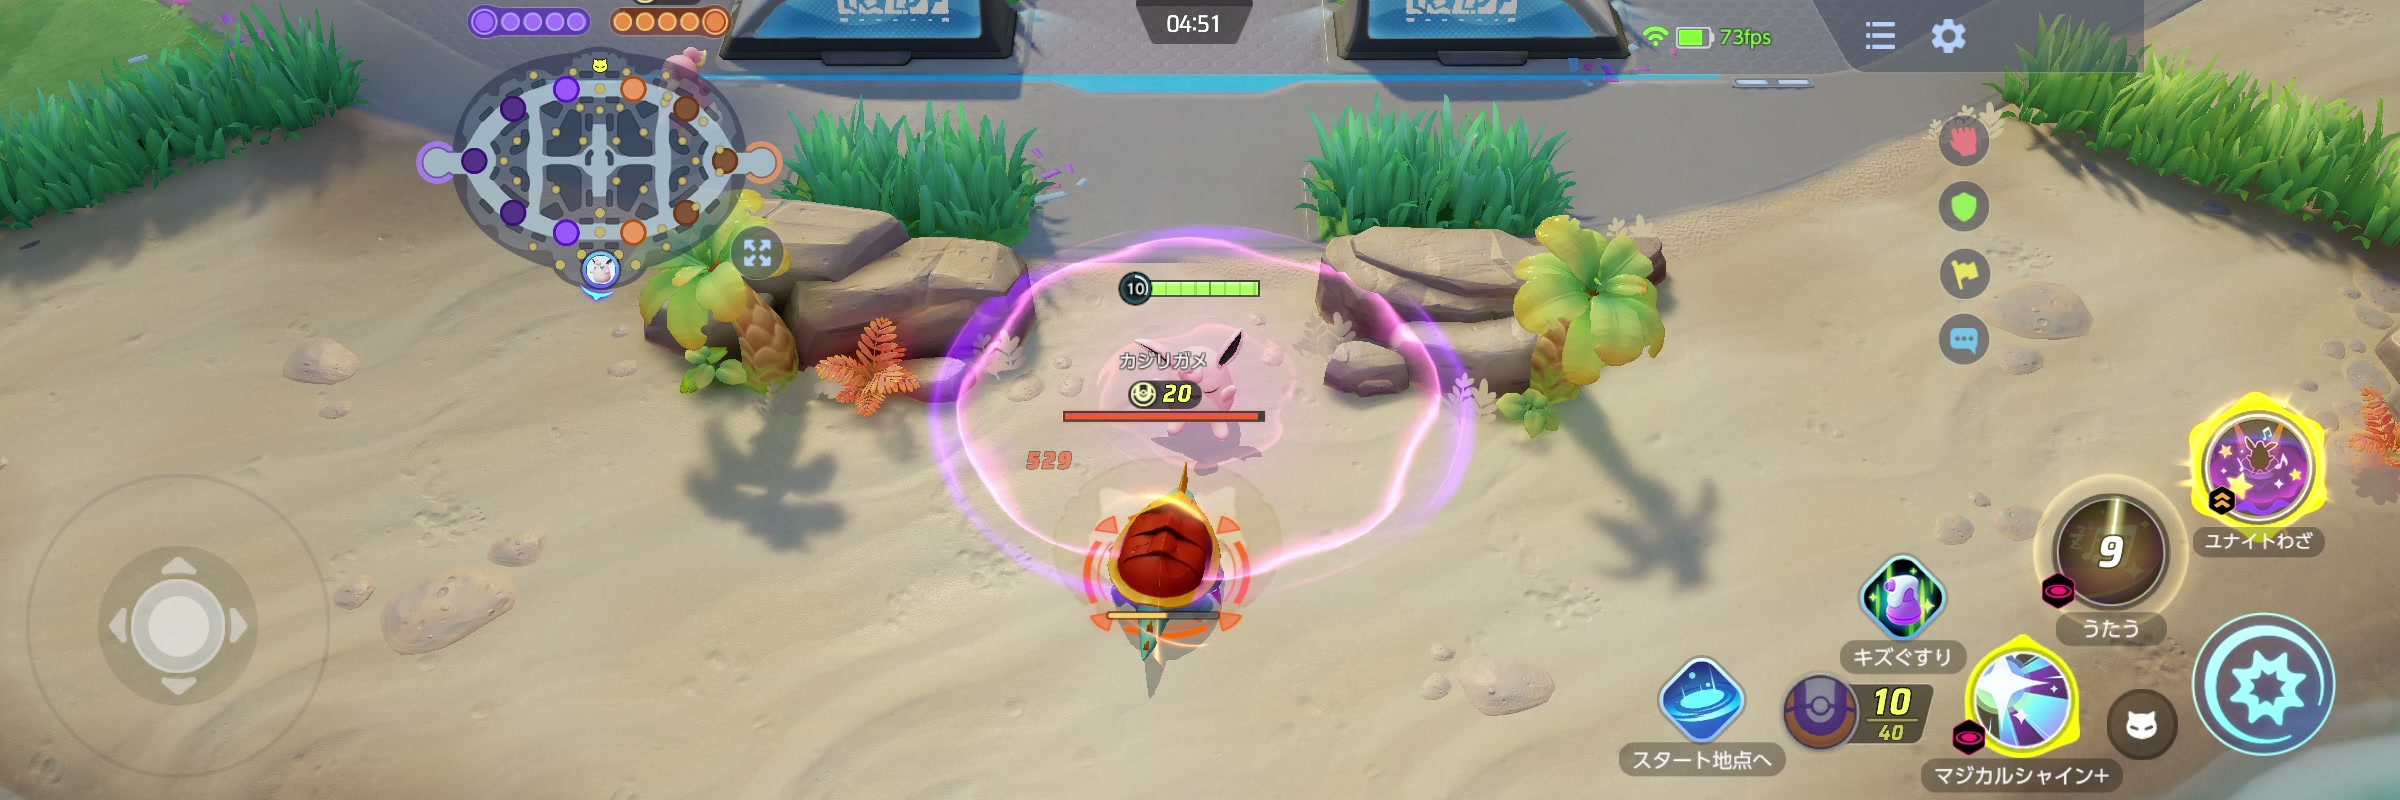 04:51
73fps
10
カジリガメ
20
529
ユナイトわざ
9
うたう
キズぐすり
10
40
スタート地点へ
マジカルシャイン+